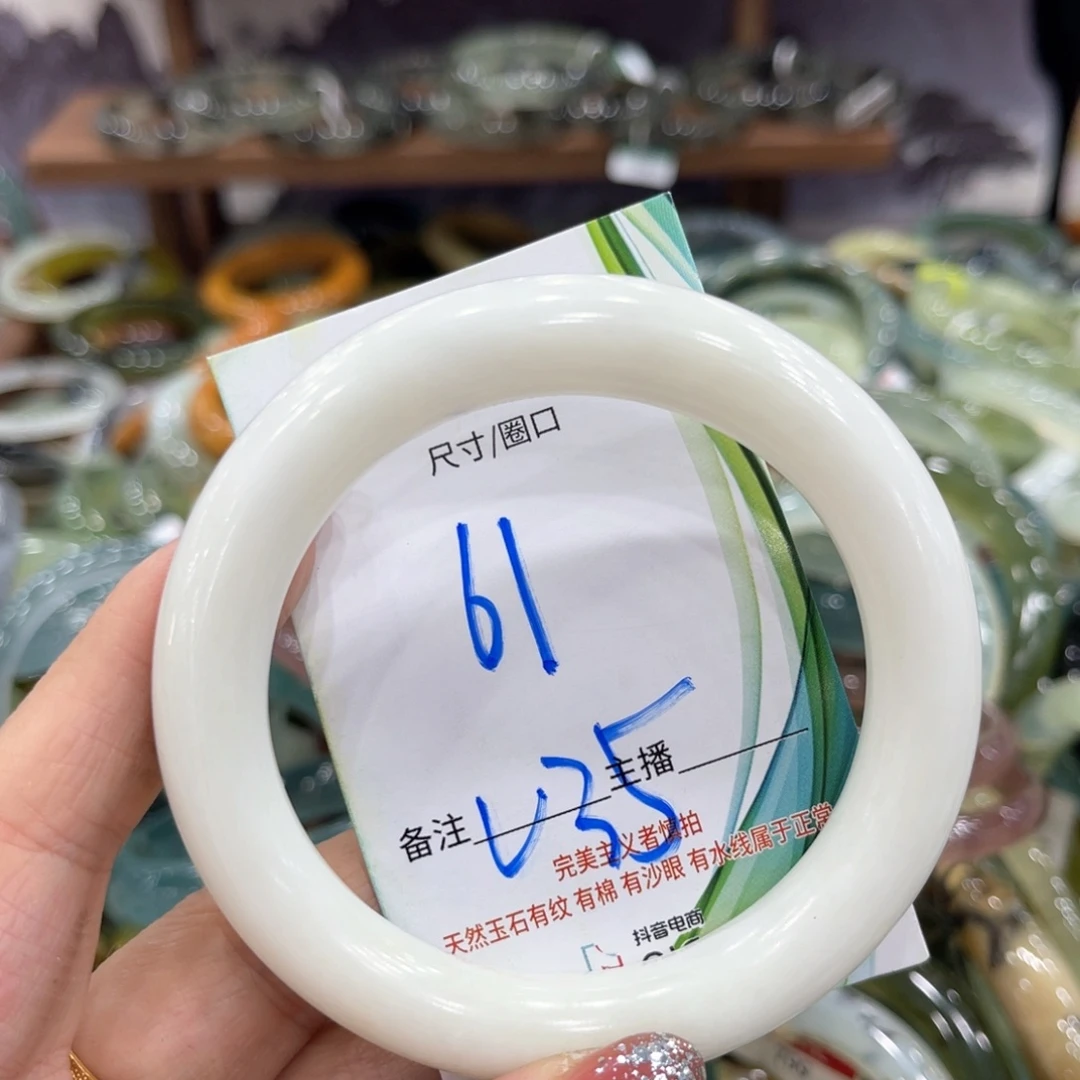 尺寸/圈口
61
备注 主播
V35
完美主义者慎拍
天然玉石有纹 有棉 有沙眼 有水线属于正常
抖音电商